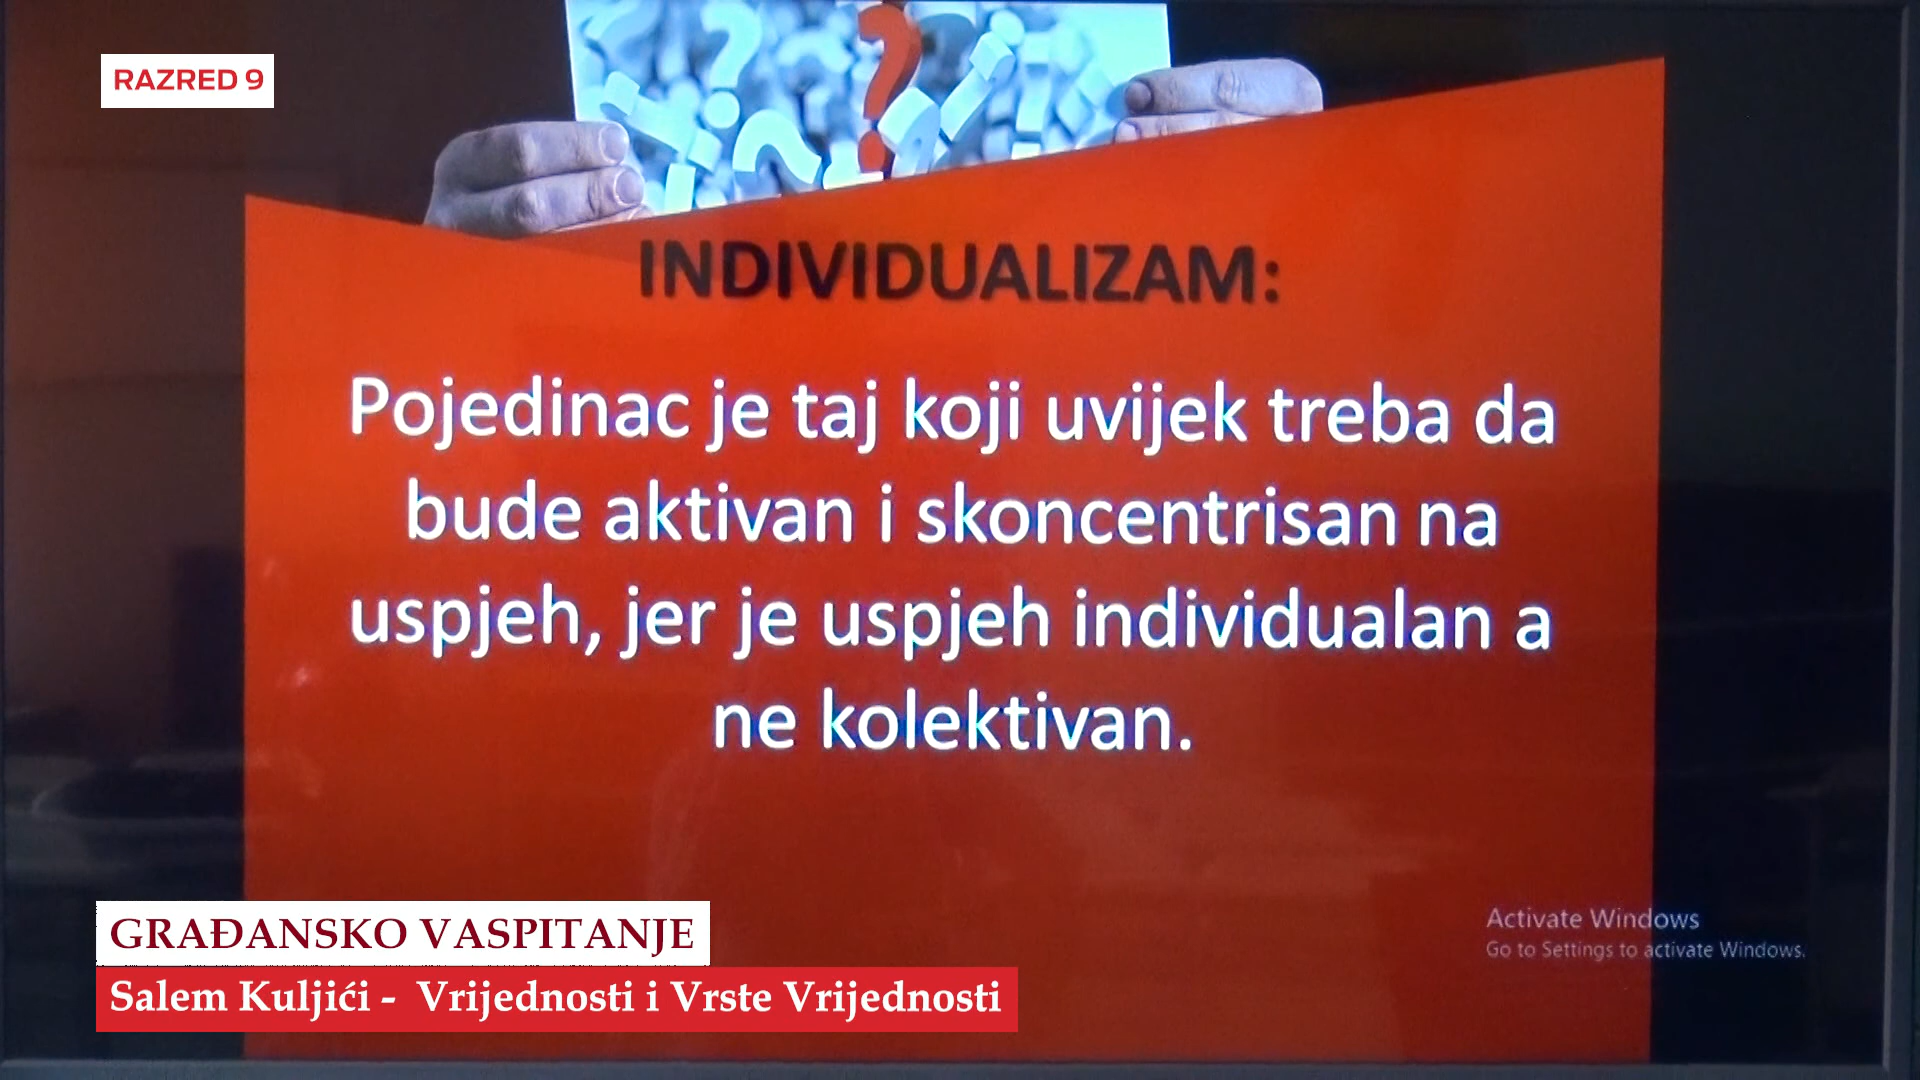 RAZRED 9
INDIVIDUALIZAM:
Pojedinac je taj koji uvijek treba da
bude aktivan i skoncentrisan na
uspjeh, jer je uspjeh individualan a
ne kolektivan.
Activate Windows
Go to Settings to activate Windows.
GRAĐANSKO VASPITANJE
Salem Kuljići - Vrijednosti i Vrste Vrijednosti